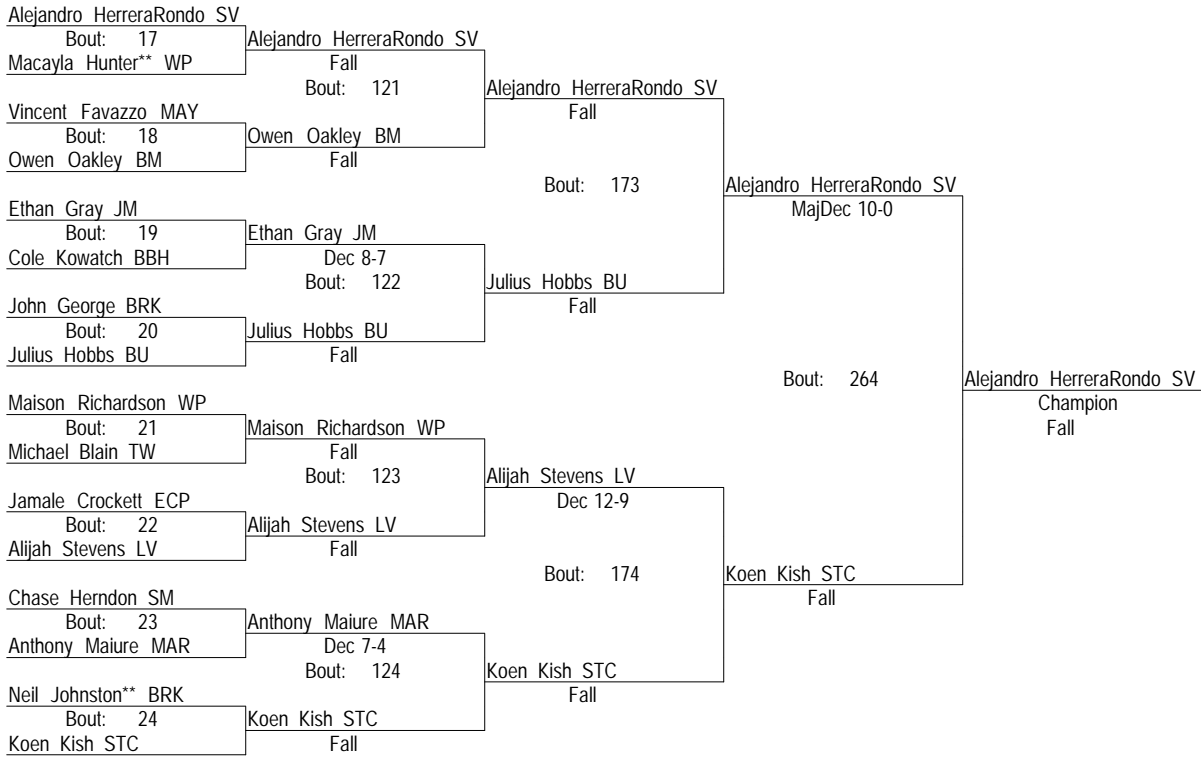 Alejandro HerreraRondo SV
Bout: 17
Macayla Hunter** WP
Vincent Favazzo MAY
Bout: 18
Owen Oakley BM
Ethan Gray JM
Bout: 19
Cole Kowatch BBH
John George BRK
Bout: 20
Julius Hobbs BU
Maison Richardson WP
Bout: 21
Michael Blain TW
Jamale Crockett ECP
Bout: 22
Alijah Stevens LV
Chase Herndon SM
Bout: 23
Anthony Maiure MAR
Neil Johnston** BRK
Bout: 24
Koen Kish STC
Alejandro HerreraRondo SV
Fall
Bout: 121
Owen Oakley BM
Fall
Ethan Gray JM
Dec 8-7
Bout: 122
Julius Hobbs BU
Fall
Maison Richardson WP
Fall
Bout: 123
Alijah Stevens LV
Fall
Anthony Maiure MAR
Dec 7-4
Bout: 124
Koen Kish STC
Fall
Alejandro HerreraRondo SV
Fall
Bout: 173
Julius Hobbs BU
Fall
Alijah Stevens LV
Dec 12-9
Bout: 174
Koen Kish STC
Fall
Alejandro HerreraRondo SV
MajDec 10-0
Bout: 264
Koen Kish STC
Fall
Alejandro HerreraRondo SV
Champion
Fall